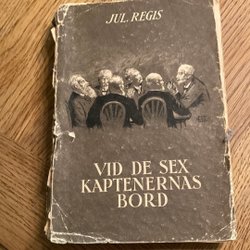 JUL. REGIS
VID DE SEX
KAPTENERNAS
BORD